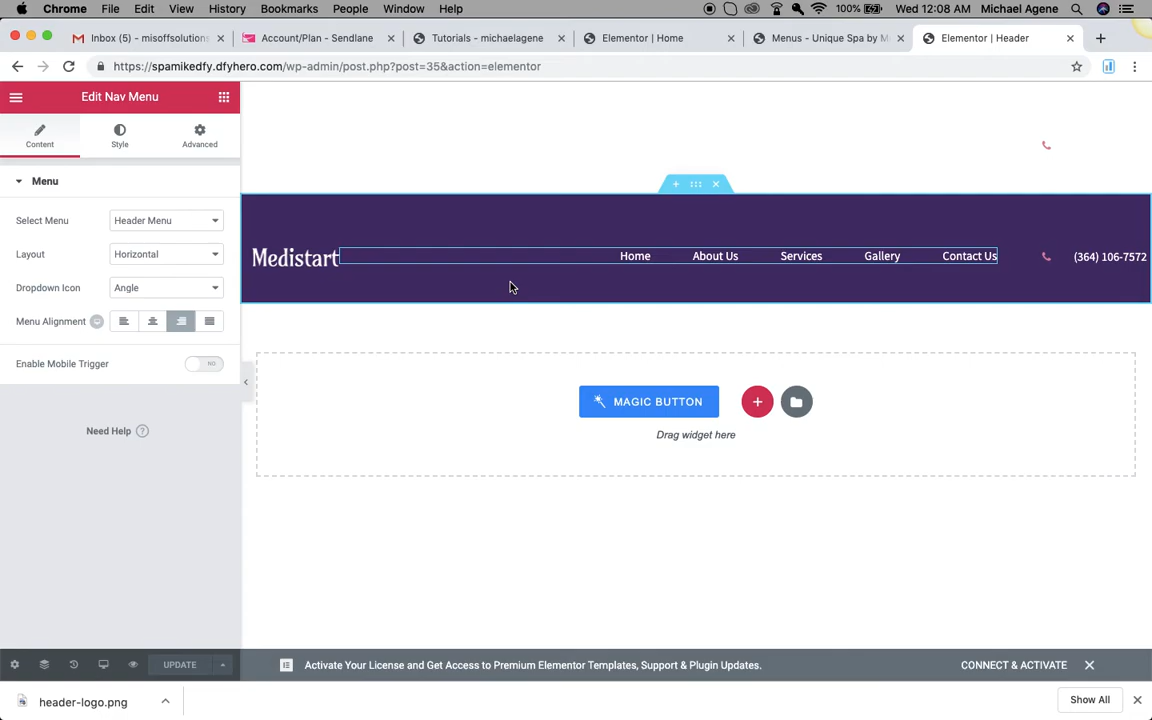 Chrome File Edit View History Bookmarks People Window Help 100% Wed 12:08 AM Michael Agene
Inbox (5) - misoffsolutions
Account/Plan - Sendlane
Tutorials - michaelagene
Elementor | Home
Menus - Unique Spa by M
Elementor | Header
https://spamikedfy.dfyhero.com/wp-admin/post.php?post=35&action=elementor
Edit Nav Menu
Content Style Advanced
Menu
Select Menu Header Menu
Layout Horizontal
Dropdown Icon Angle
Menu Alignment
Enable Mobile Trigger NO
Need Help ?
Medistart Home About Us Services Gallery Contact Us (364) 106-7572
MAGIC BUTTON
Drag widget here
UPDATE
Activate Your License and Get Access to Premium Elementor Templates, Support & Plugin Updates. CONNECT & ACTIVATE
header-logo.png
Show All